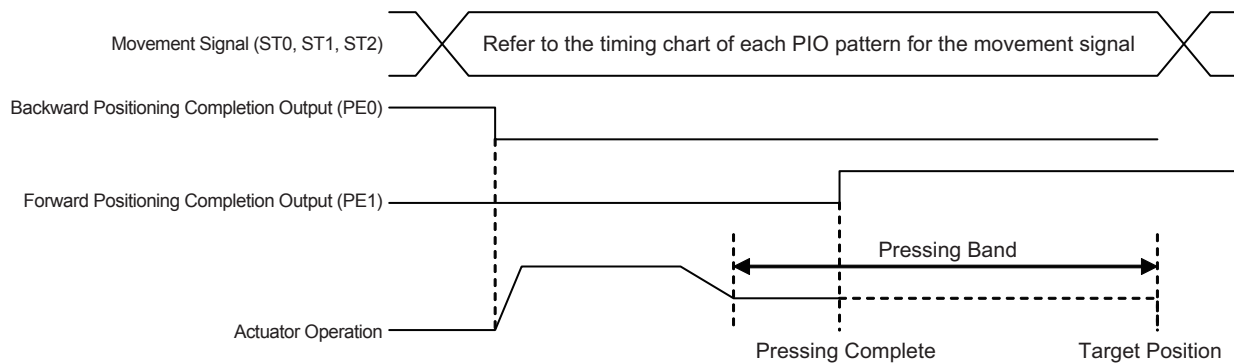 Movement Signal (ST0, ST1, ST2)
Refer to the timing chart of each PIO pattern for the movement signal
Backward Positioning Completion Output (PE0)
Forward Positioning Completion Output (PE1)
Pressing Band
Actuator Operation
Pressing Complete
Target Position